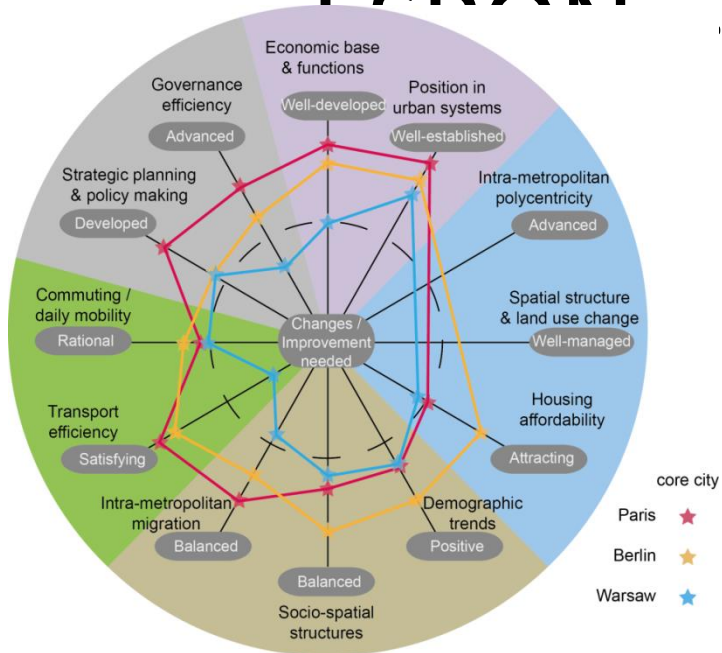 Economic base
& functions
Well-developed
Position in
urban systems
Well-established
Intra-metropolitan
polycentricity
Advanced
Spatial structure
& land use change
Well-managed
Housing
affordability
Attracting
Demographic
trends
Positive
Socio-spatial
structures
Balanced
Intra-metropolitan
migration
Balanced
Transport
efficiency
Satisfying
Commuting /
daily mobility
Rational
Strategic planning
& policy making
Developed
Governance
efficiency
Advanced
Changes /
Improvement
needed
core city
Paris
Berlin
Warsaw